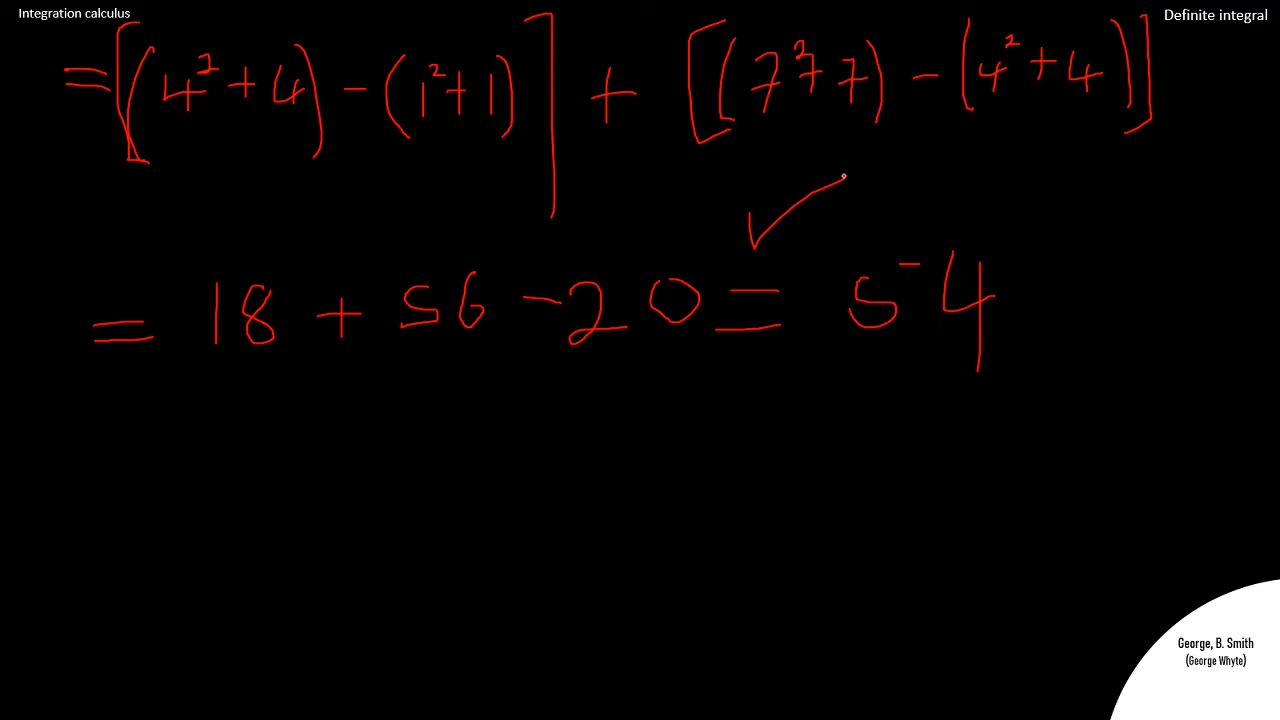 Integration calculus
Definite integral
= [(4² + 4) - (1² + 1)] + [(7² + 7) - (4² + 4)]
= 18 + 56 - 20 = 54
George, B. Smith
(George Whyte)